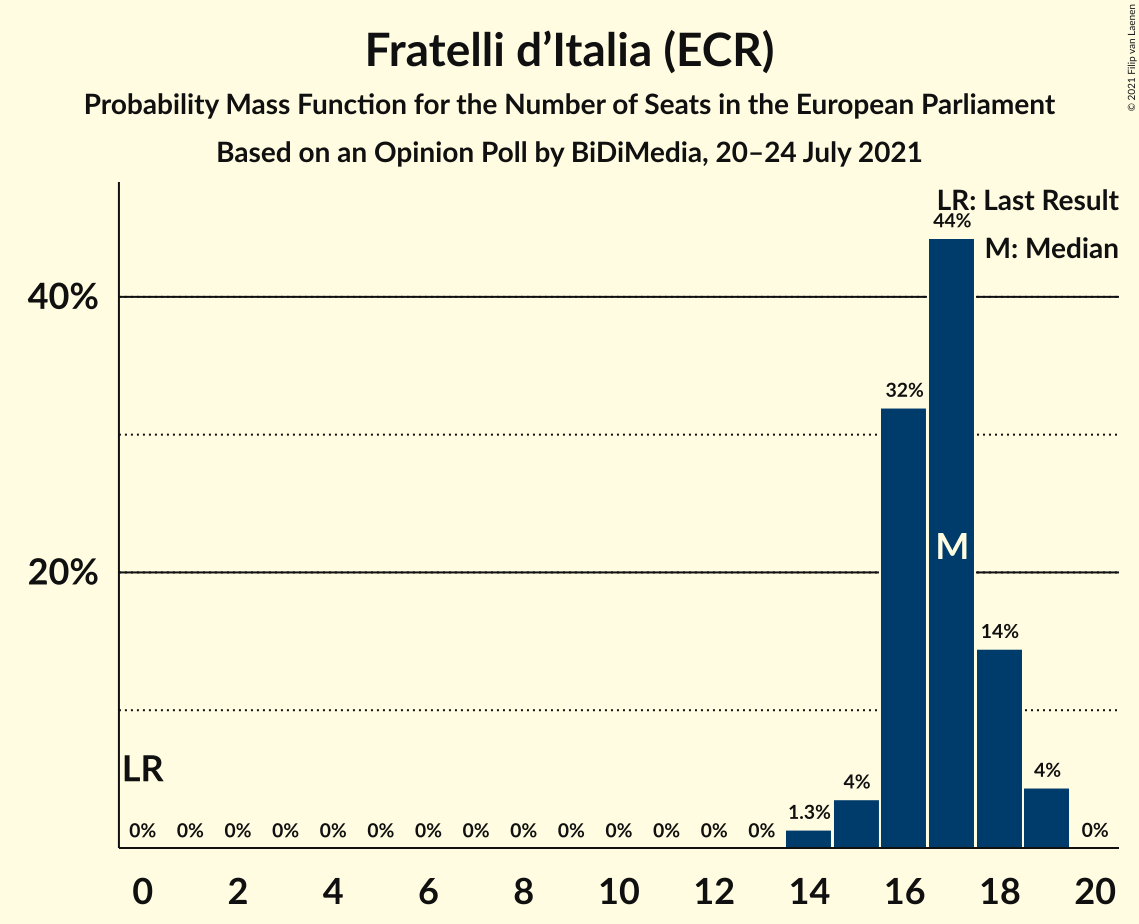 Fratelli d’Italia (ECR)
Probability Mass Function for the Number of Seats in the European Parliament
Based on an Opinion Poll by BiDiMedia, 20–24 July 2021
© 2021 Filip van Laenen
LR: Last Result
M: Median
44%
40%
32%
M
20%
14%
LR
0% 0% 0% 0% 0% 0% 0% 0% 0% 0% 0% 0% 0% 0% 1.3% 4% 4% 0%
0 2 4 6 8 10 12 14 16 18 20